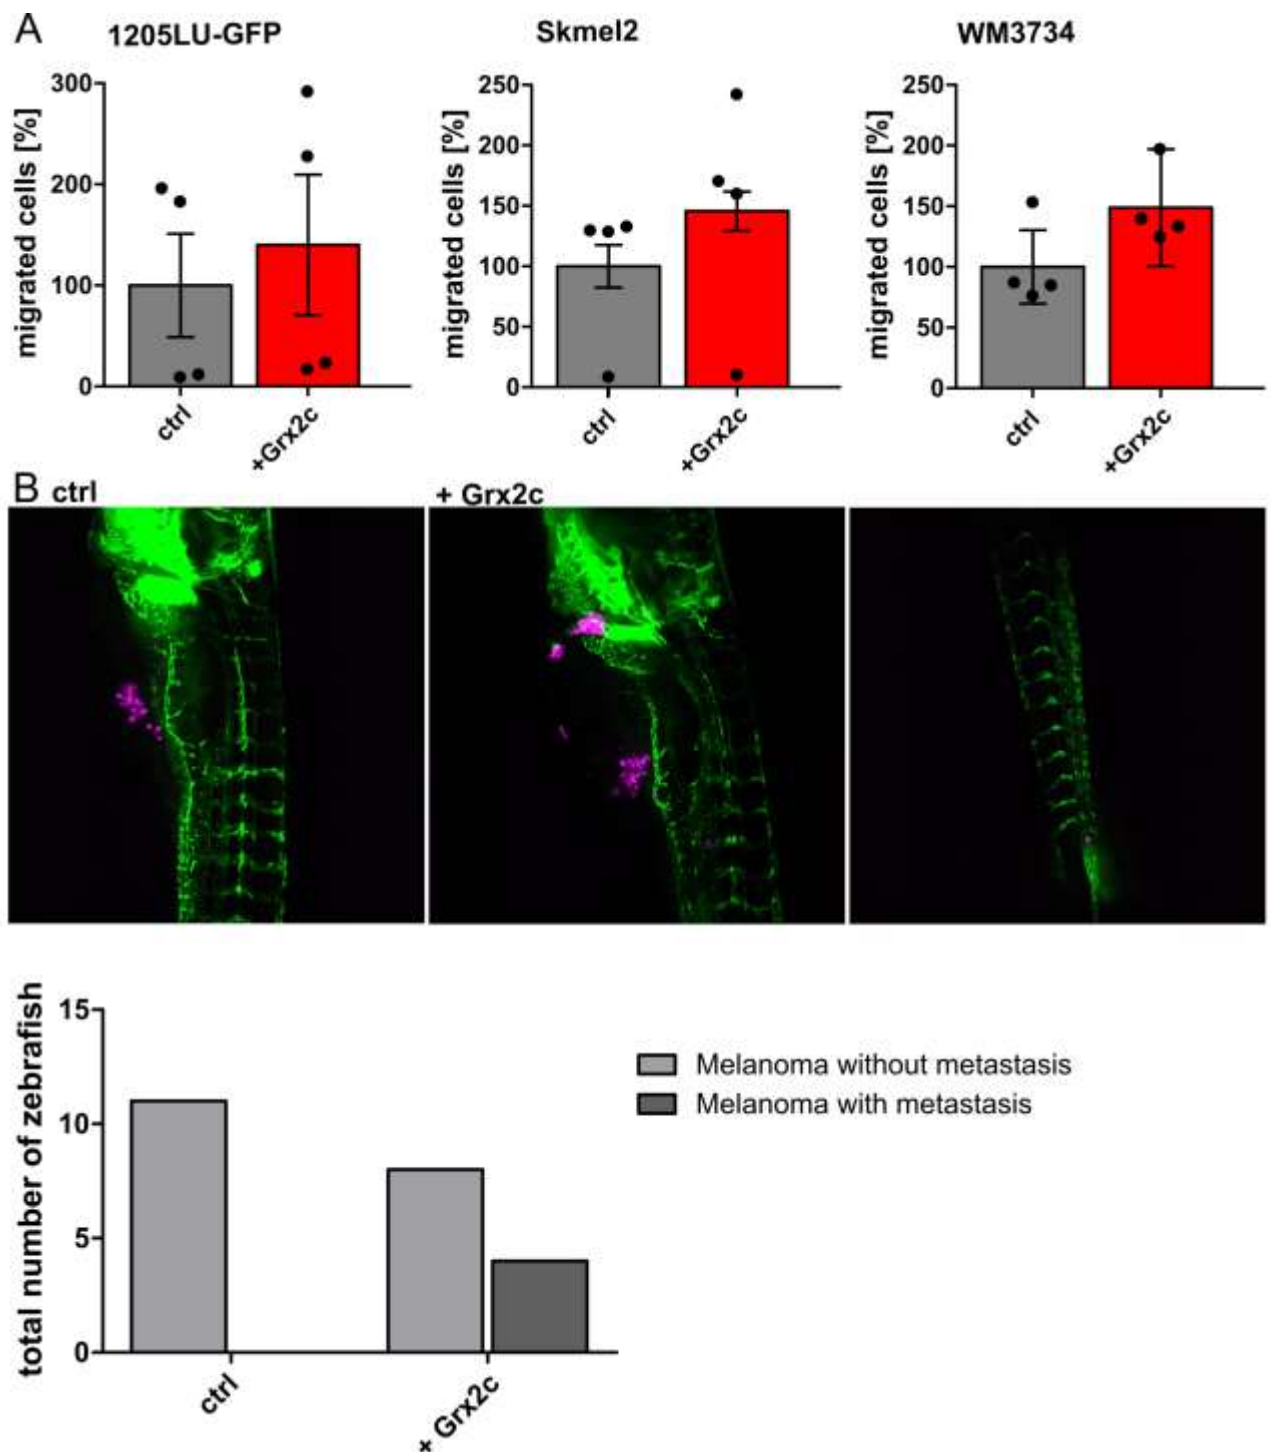 A
1205LU-GFP
Skmel2
WM3734
migrated cells [%]
300
200
100
0
ctrl
+Grx2c
migrated cells [%]
250
200
150
100
50
0
ctrl
+Grx2c
migrated cells [%]
250
200
150
100
50
0
ctrl
+Grx2c
B
ctrl
+ Grx2c
total number of zebrafish
15
10
5
0
ctrl
+ Grx2c
Melanoma without metastasis
Melanoma with metastasis